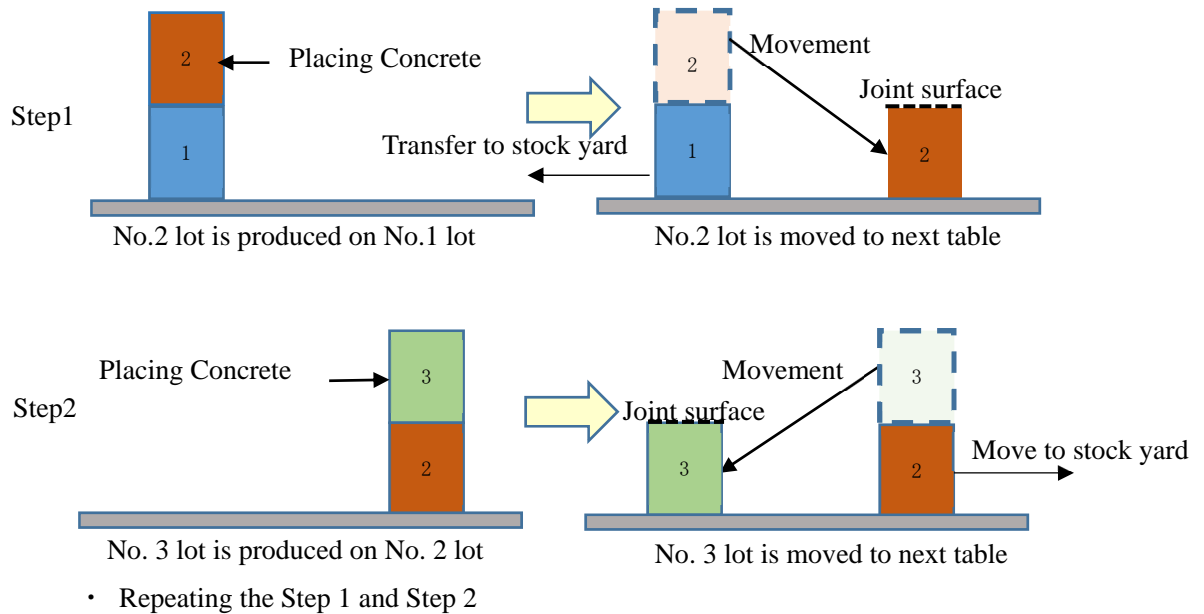 2
Placing Concrete
1
Step1
No.2 lot is produced on No.1 lot
2
Movement
Joint surface
Transfer to stock yard
1
2
No.2 lot is moved to next table
Placing Concrete
3
Step2
2
No. 3 lot is produced on No. 2 lot
Movement
3
Joint surface
3
2
Move to stock yard
No. 3 lot is moved to next table
・ Repeating the Step 1 and Step 2